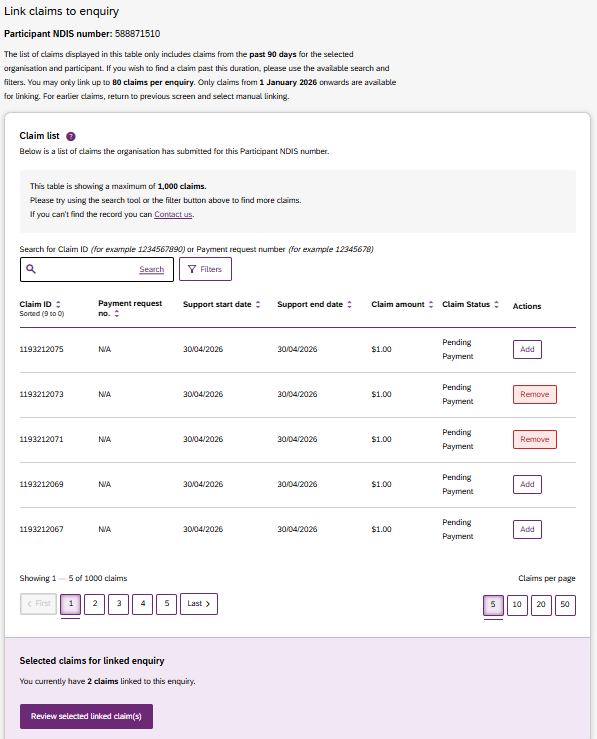 Link claims to enquiry
Participant NDIS number: 588871510
The list of claims displayed in this table only includes claims from the past 90 days for the selected
organisation and participant. If you wish to find a claim past this duration, please use the available search and
filters. You may only link up to 80 claims per enquiry. Only claims from 1 January 2026 onwards are available
for linking. For earlier claims, return to previous screen and select manual linking.
Claim list ?
Below is a list of claims the organisation has submitted for this Participant NDIS number.
This table is showing a maximum of 1,000 claims.
Please try using the search tool or the filter button above to find more claims.
If you can't find the record you can Contact us.
Search for Claim ID (for example 1234567890) or Payment request number (for example 12345678)
Search Filters
Claim ID Payment request Support start date Support end date Claim amount Claim Status Actions
Sorted (9 to 0) no.
1193212075 N/A 30/04/2026 30/04/2026 $1.00 Pending Payment Add
1193212073 N/A 30/04/2026 30/04/2026 $1.00 Pending Payment Remove
1193212071 N/A 30/04/2026 30/04/2026 $1.00 Pending Payment Remove
1193212069 N/A 30/04/2026 30/04/2026 $1.00 Pending Payment Add
1193212067 N/A 30/04/2026 30/04/2026 $1.00 Pending Payment Add
Showing 1 — 5 of 1000 claims Claims per page
< First 1 2 3 4 5 Last > 5 10 20 50
Selected claims for linked enquiry
You currently have 2 claims linked to this enquiry.
Review selected linked claim(s)